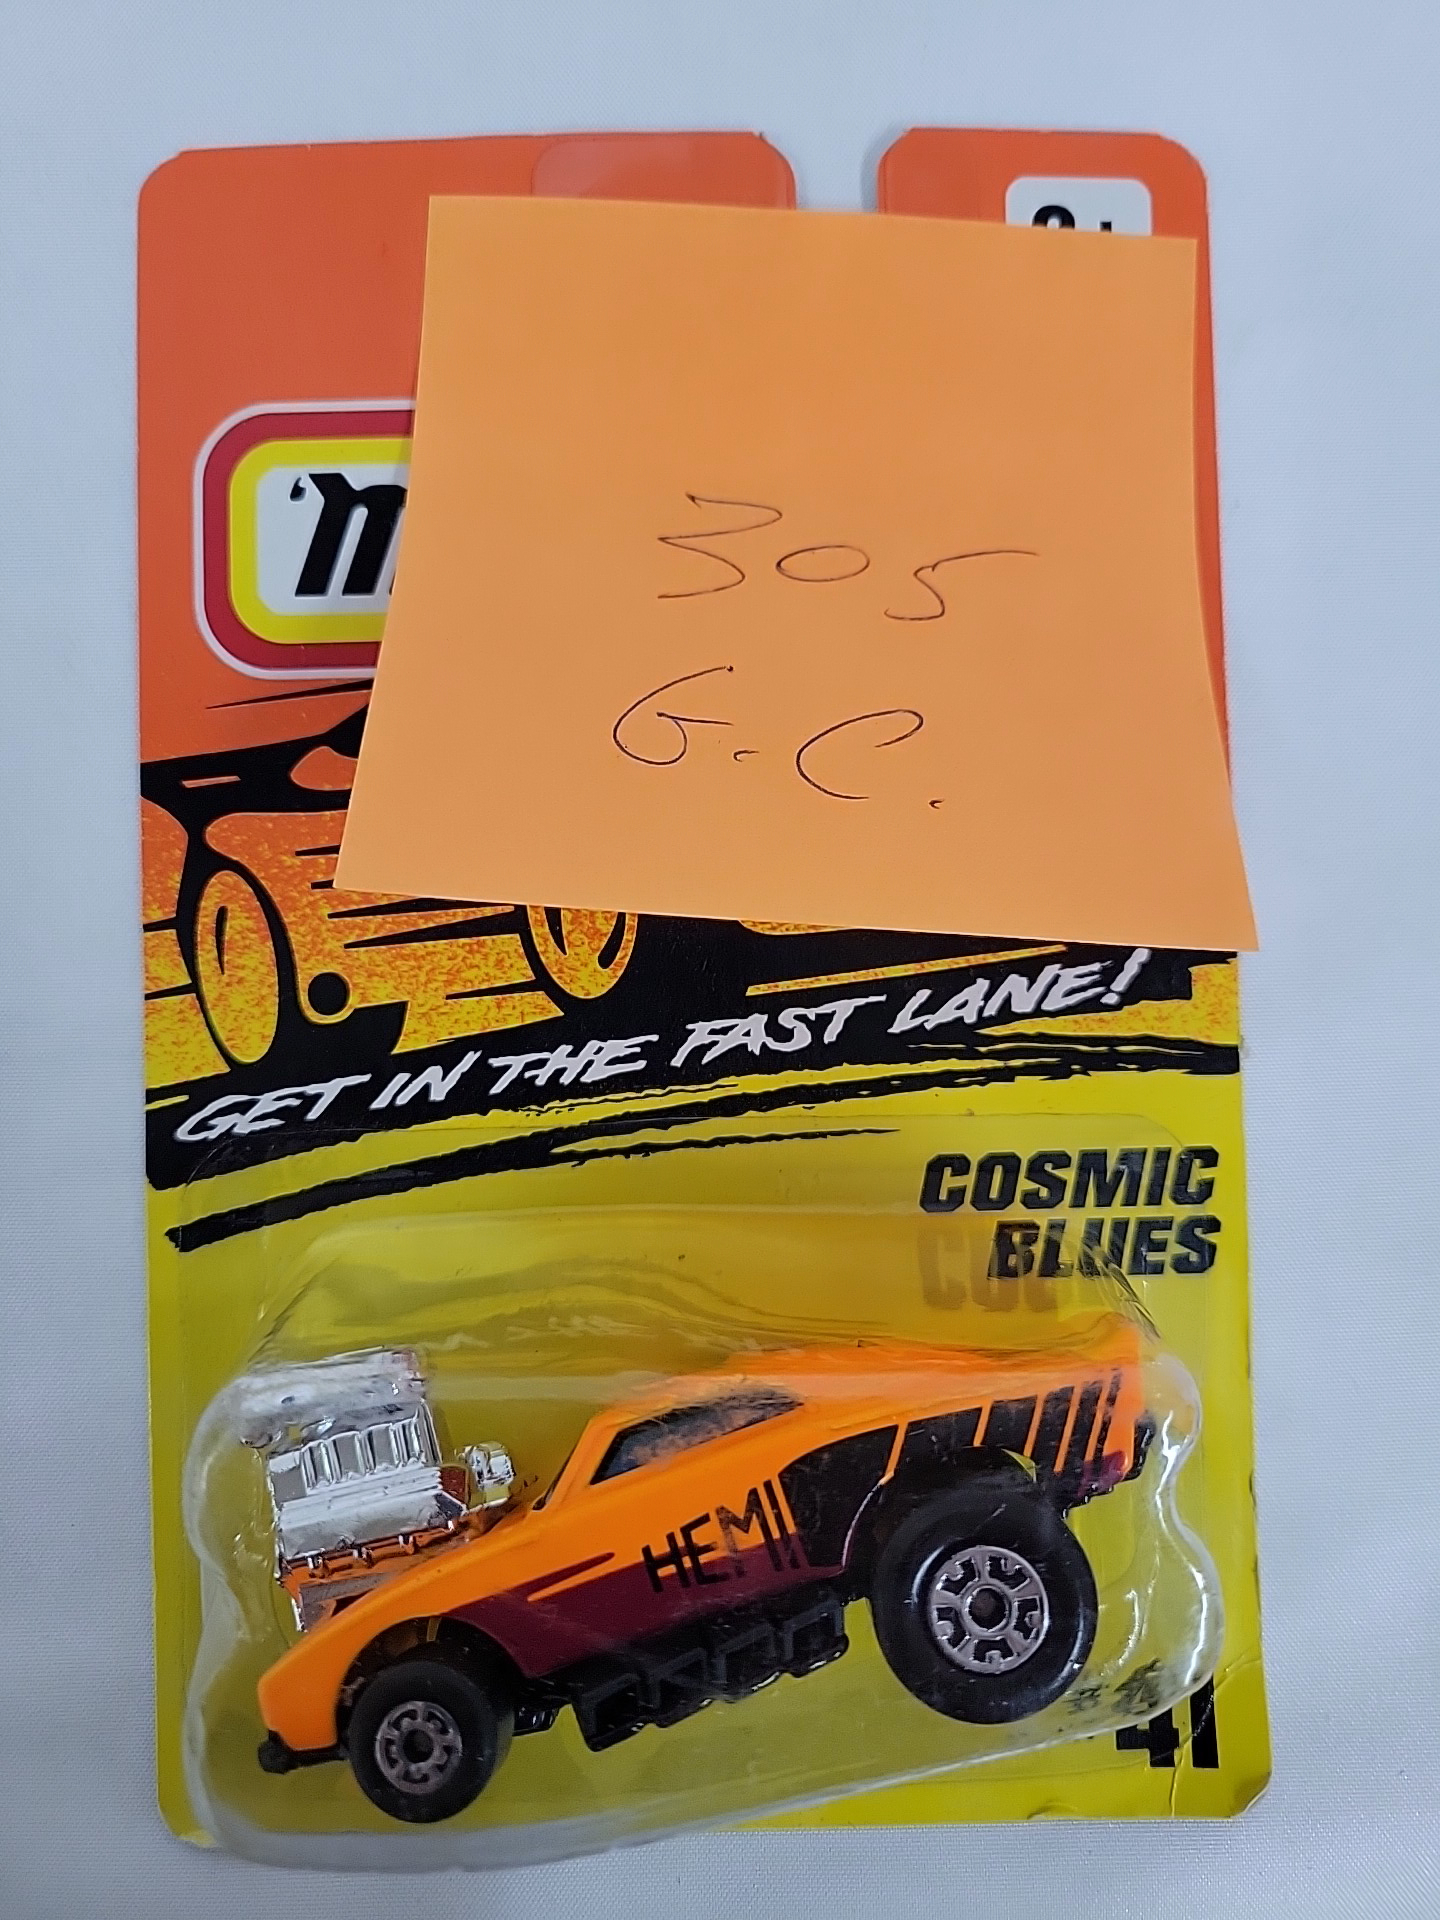 305
G.C.
GET IN THE FAST LANE!
COSMIC
BLUES
HEMI
41